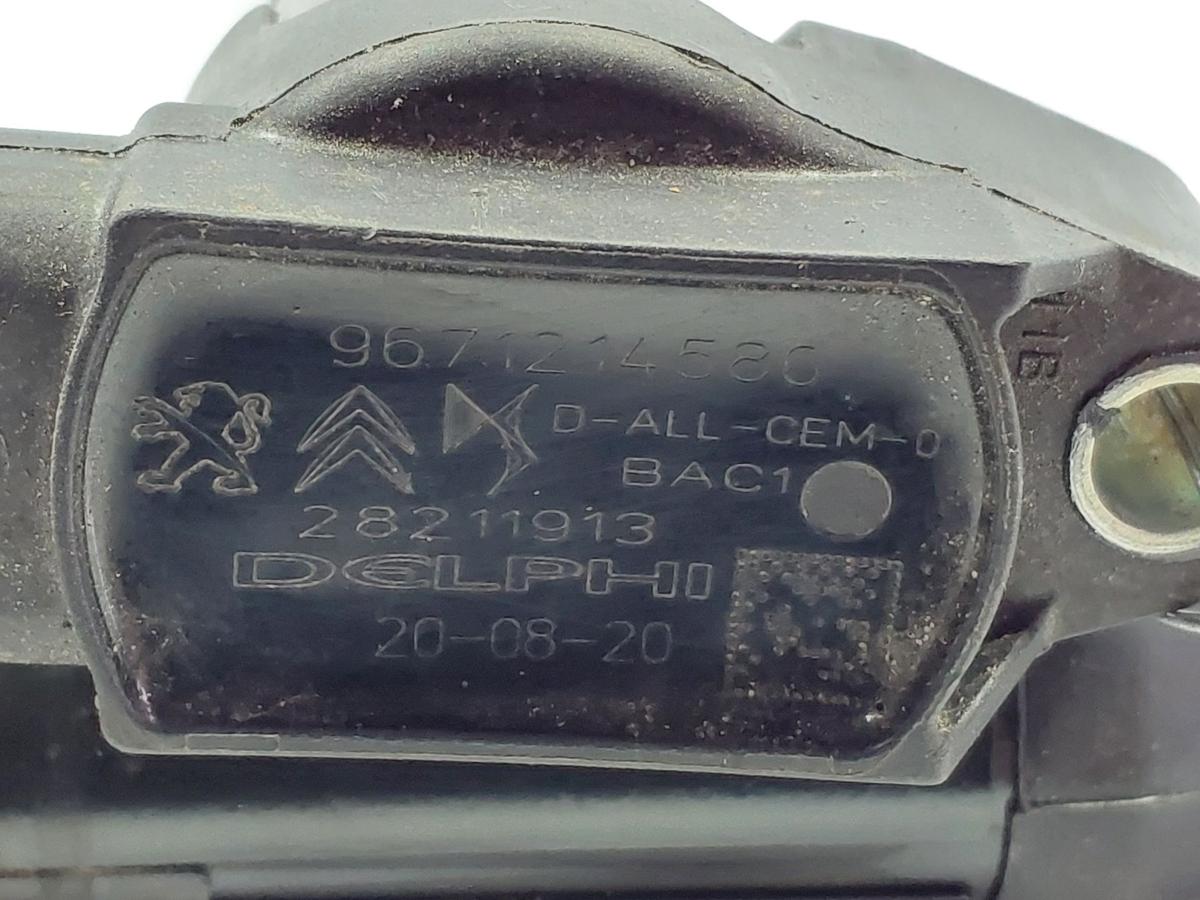 9671214580
D-ALL-CEM-0
BAC1
28211913
DELPHI
20-08-20